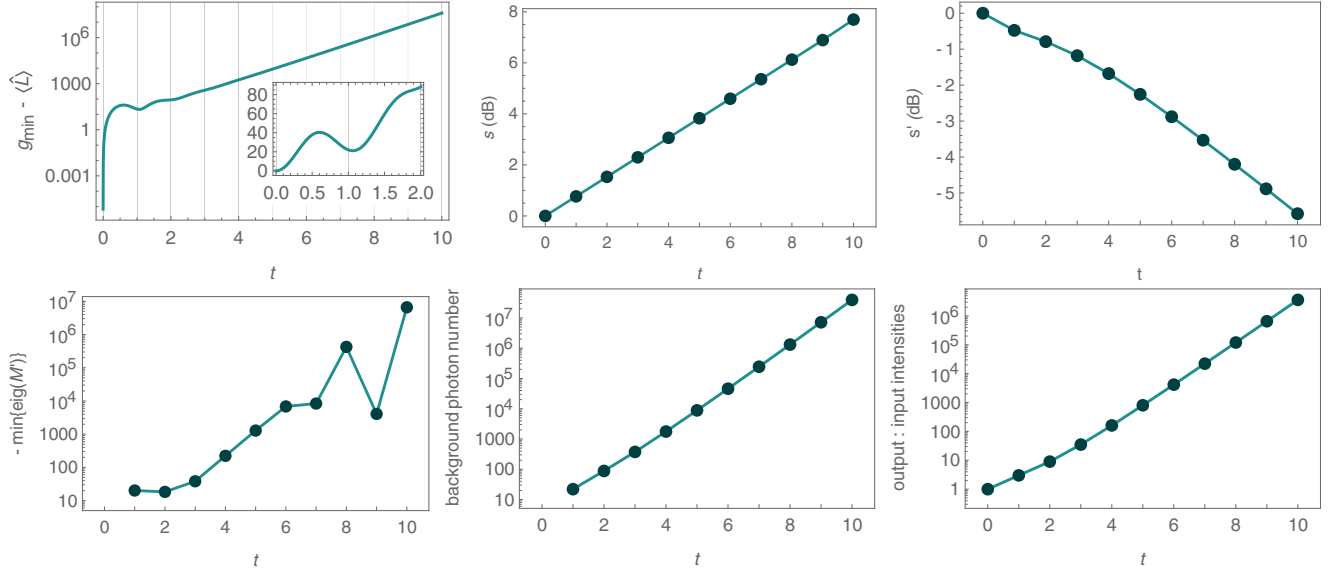 g_min - ⟨L̂⟩
10^6
1000
1
0.001
80
60
40
20
0
0.0 0.5 1.0 1.5 2.0
0 2 4 6 8 10
t
s (dB)
8
6
4
2
0
0 2 4 6 8 10
t
s' (dB)
0
-1
-2
-3
-4
-5
0 2 4 6 8 10
t
- min{eig(M')}
10^7
10^6
10^5
10^4
1000
100
10
0 2 4 6 8 10
t
background photon number
10^7
10^6
10^5
10^4
1000
100
10
0 2 4 6 8 10
t
output : input intensities
10^6
10^5
10^4
1000
100
10
1
0 2 4 6 8 10
t